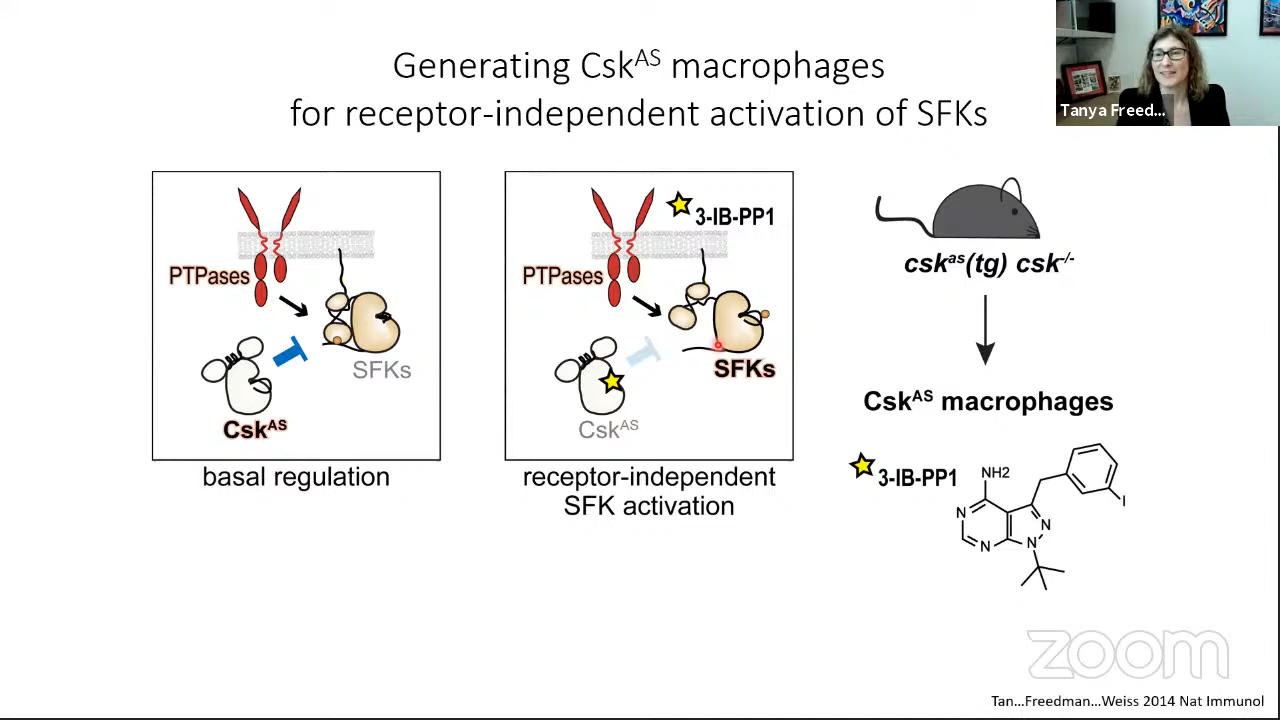 Generating Csk^AS macrophages
for receptor-independent activation of SFKs
Tanya Freed...
PTPases
SFKs
Csk^AS
basal regulation
3-IB-PP1
PTPases
SFKs
Csk^AS
receptor-independent
SFK activation
csk^as(tg) csk^-/-
Csk^AS macrophages
3-IB-PP1
NH2
I
N
N
N
N
zoom
Tan...Freedman...Weiss 2014 Nat Immunol